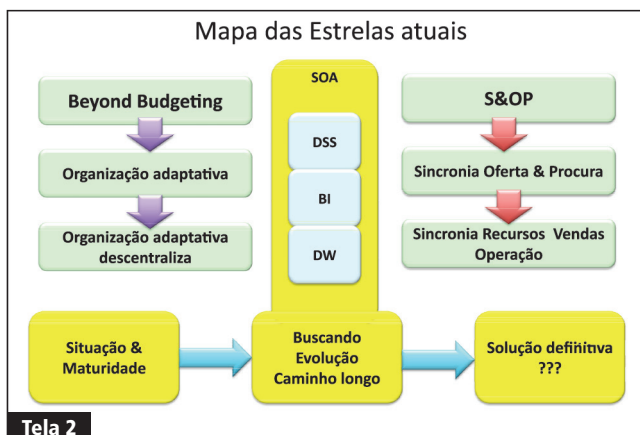 Mapa das Estrelas atuais
Beyond Budgeting
Organização adaptativa
Organização adaptativa
descentraliza
SOA
DSS
BI
DW
S&OP
Sincronia Oferta & Procura
Sincronia Recursos Vendas
Operação
Situação &
Maturidade
Buscando
Evolução
Caminho longo
Solução definitiva
???
Tela 2